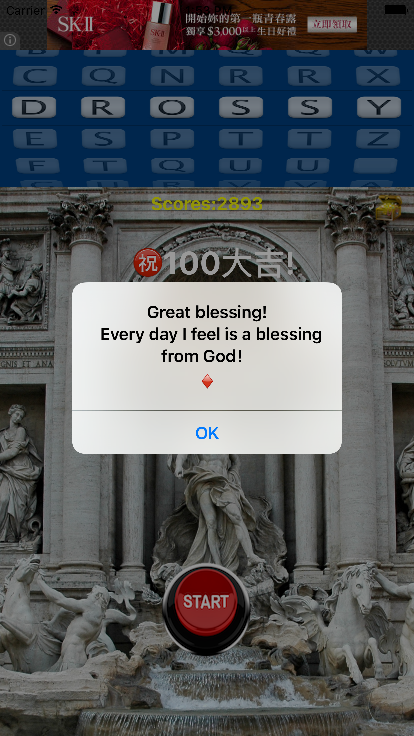 Carrier
SK-II
開始妳的第一瓶青春露
獨享$3,000以上生日好禮
立即領取
C Q N R R X
D R O S S Y
E S P T T Z
F T Q U U
Scores:2893
㊗100大吉!
Great blessing!
Every day I feel is a blessing
from God!
OK
START